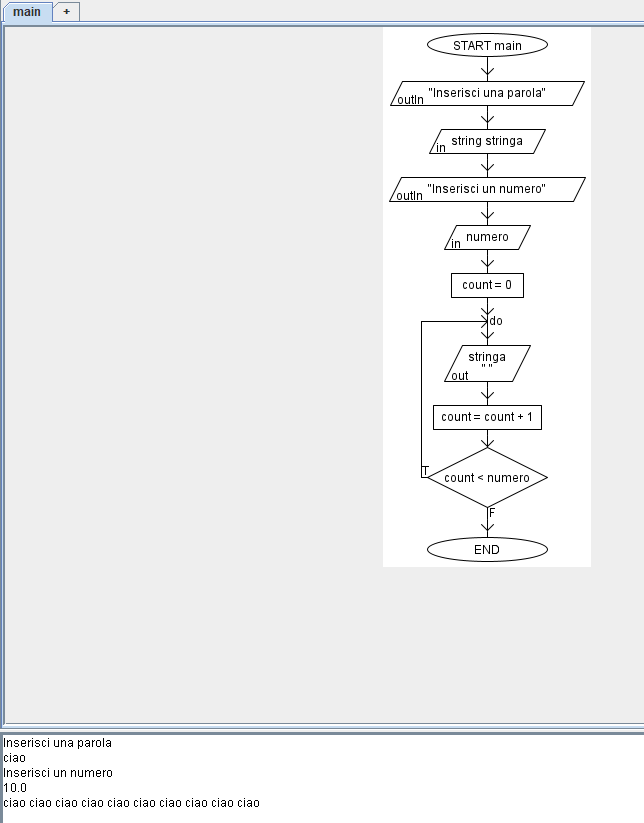 main +
START main
"Inserisci una parola"
outln
string stringa
in
"Inserisci un numero"
outln
numero
in
count = 0
do
stringa
" "
out
count = count + 1
T
count < numero
F
END
Inserisci una parola
ciao
Inserisci un numero
10.0
ciao ciao ciao ciao ciao ciao ciao ciao ciao ciao